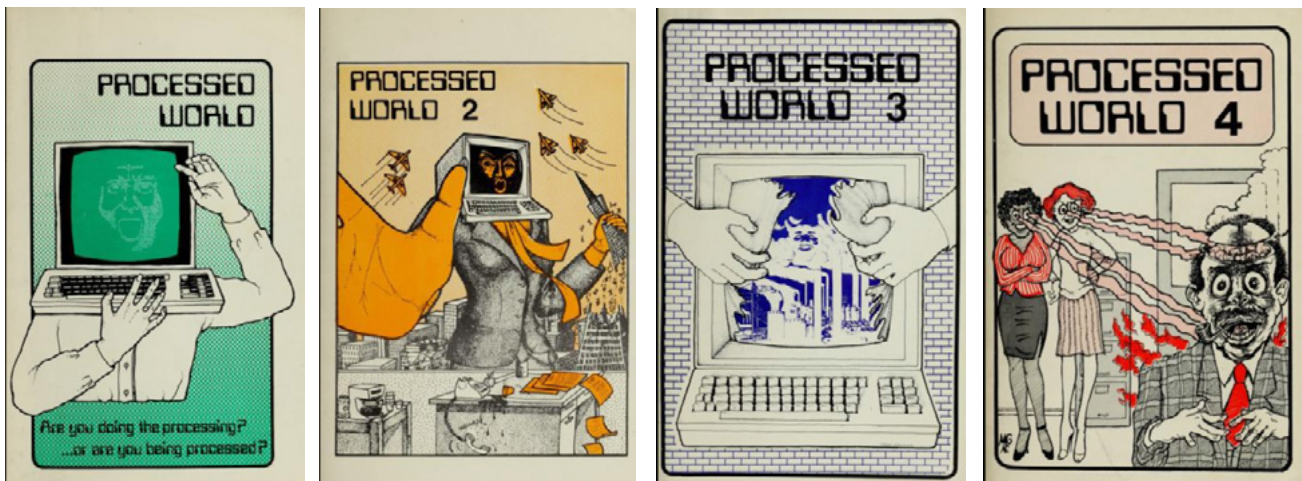 PROCESSED
WORLD
Are you doing the processing?
...or are you being processed?
PROCESSED
WORLD 2
PROCESSED
WORLD 3
PROCESSED
WORLD 4